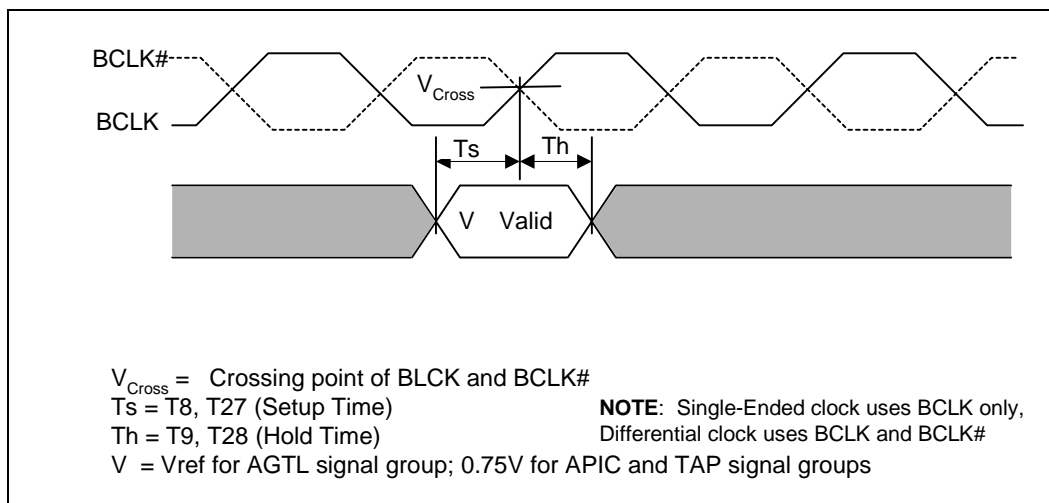 BCLK#
V_Cross
BCLK
Ts Th
V Valid
V_Cross = Crossing point of BLCK and BCLK#
Ts = T8, T27 (Setup Time)
Th = T9, T28 (Hold Time)
NOTE: Single-Ended clock uses BCLK only,
Differential clock uses BCLK and BCLK#
V = Vref for AGTL signal group; 0.75V for APIC and TAP signal groups